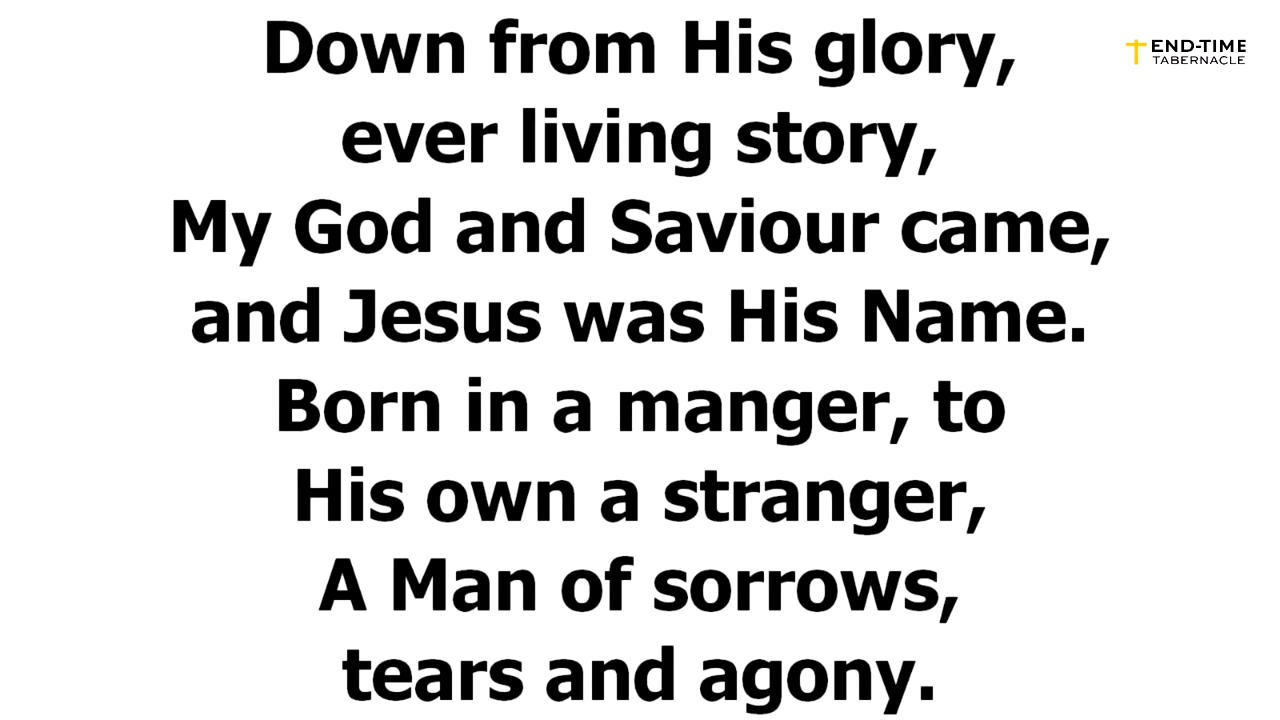 Down from His glory,
ever living story,
My God and Saviour came,
and Jesus was His Name.
Born in a manger, to
His own a stranger,
A Man of sorrows,
tears and agony.
END-TIME
TABERNACLE